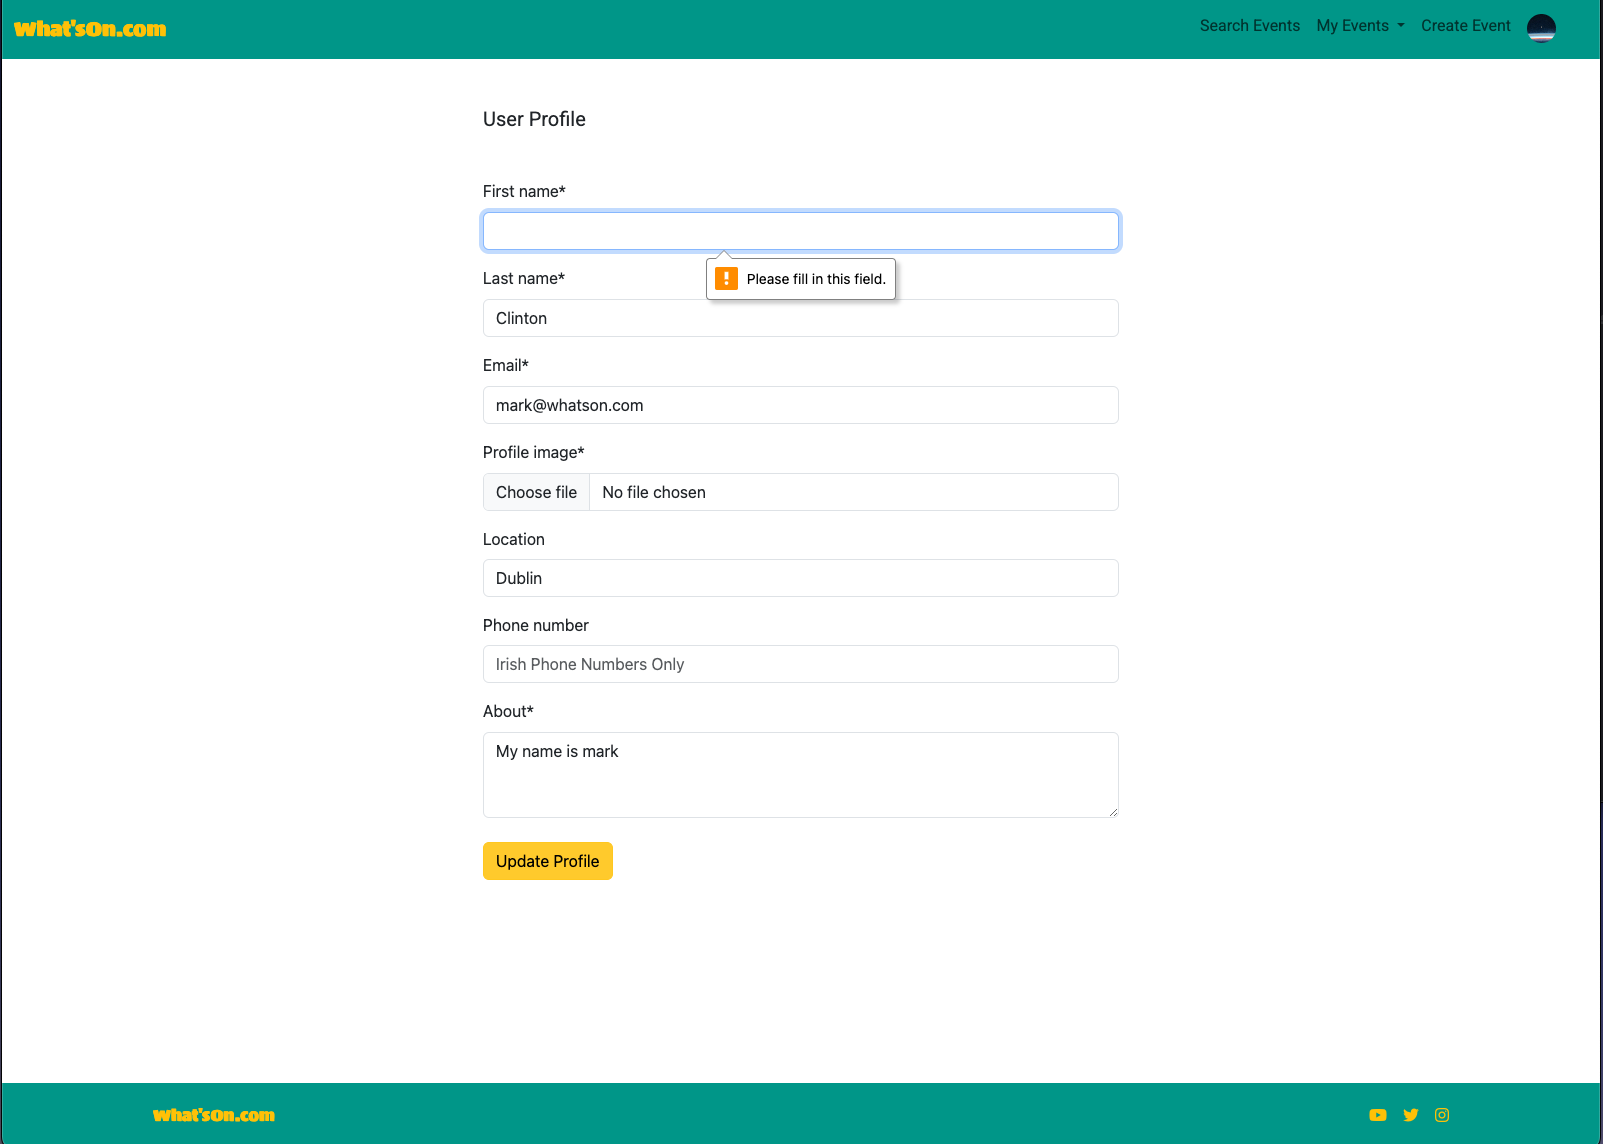 What'sOn.com
Search Events My Events Create Event
User Profile
First name*
Please fill in this field.
Last name*
Clinton
Email*
mark@whatson.com
Profile image*
Choose file No file chosen
Location
Dublin
Phone number
Irish Phone Numbers Only
About*
My name is mark
Update Profile
What'sOn.com